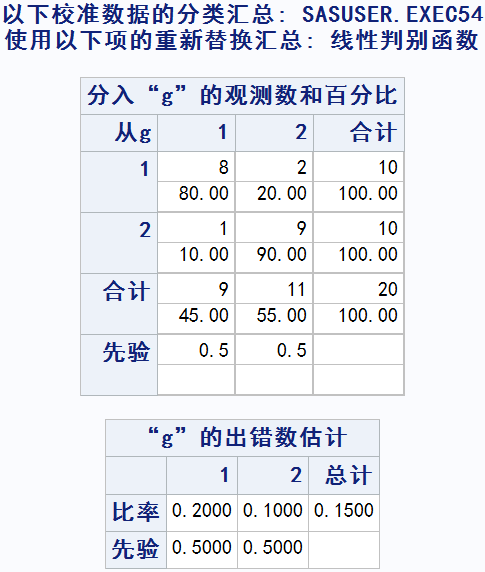 以下校准数据的分类汇总: SASUSER.EXEC54
使用以下项的重新替换汇总: 线性判别函数
分入“g”的观测数和百分比
从g 1 2 合计
1 8 2 10
80.00 20.00 100.00
2 1 9 10
10.00 90.00 100.00
合计 9 11 20
45.00 55.00 100.00
先验 0.5 0.5
“g”的出错数估计
1 2 总计
比率 0.2000 0.1000 0.1500
先验 0.5000 0.5000